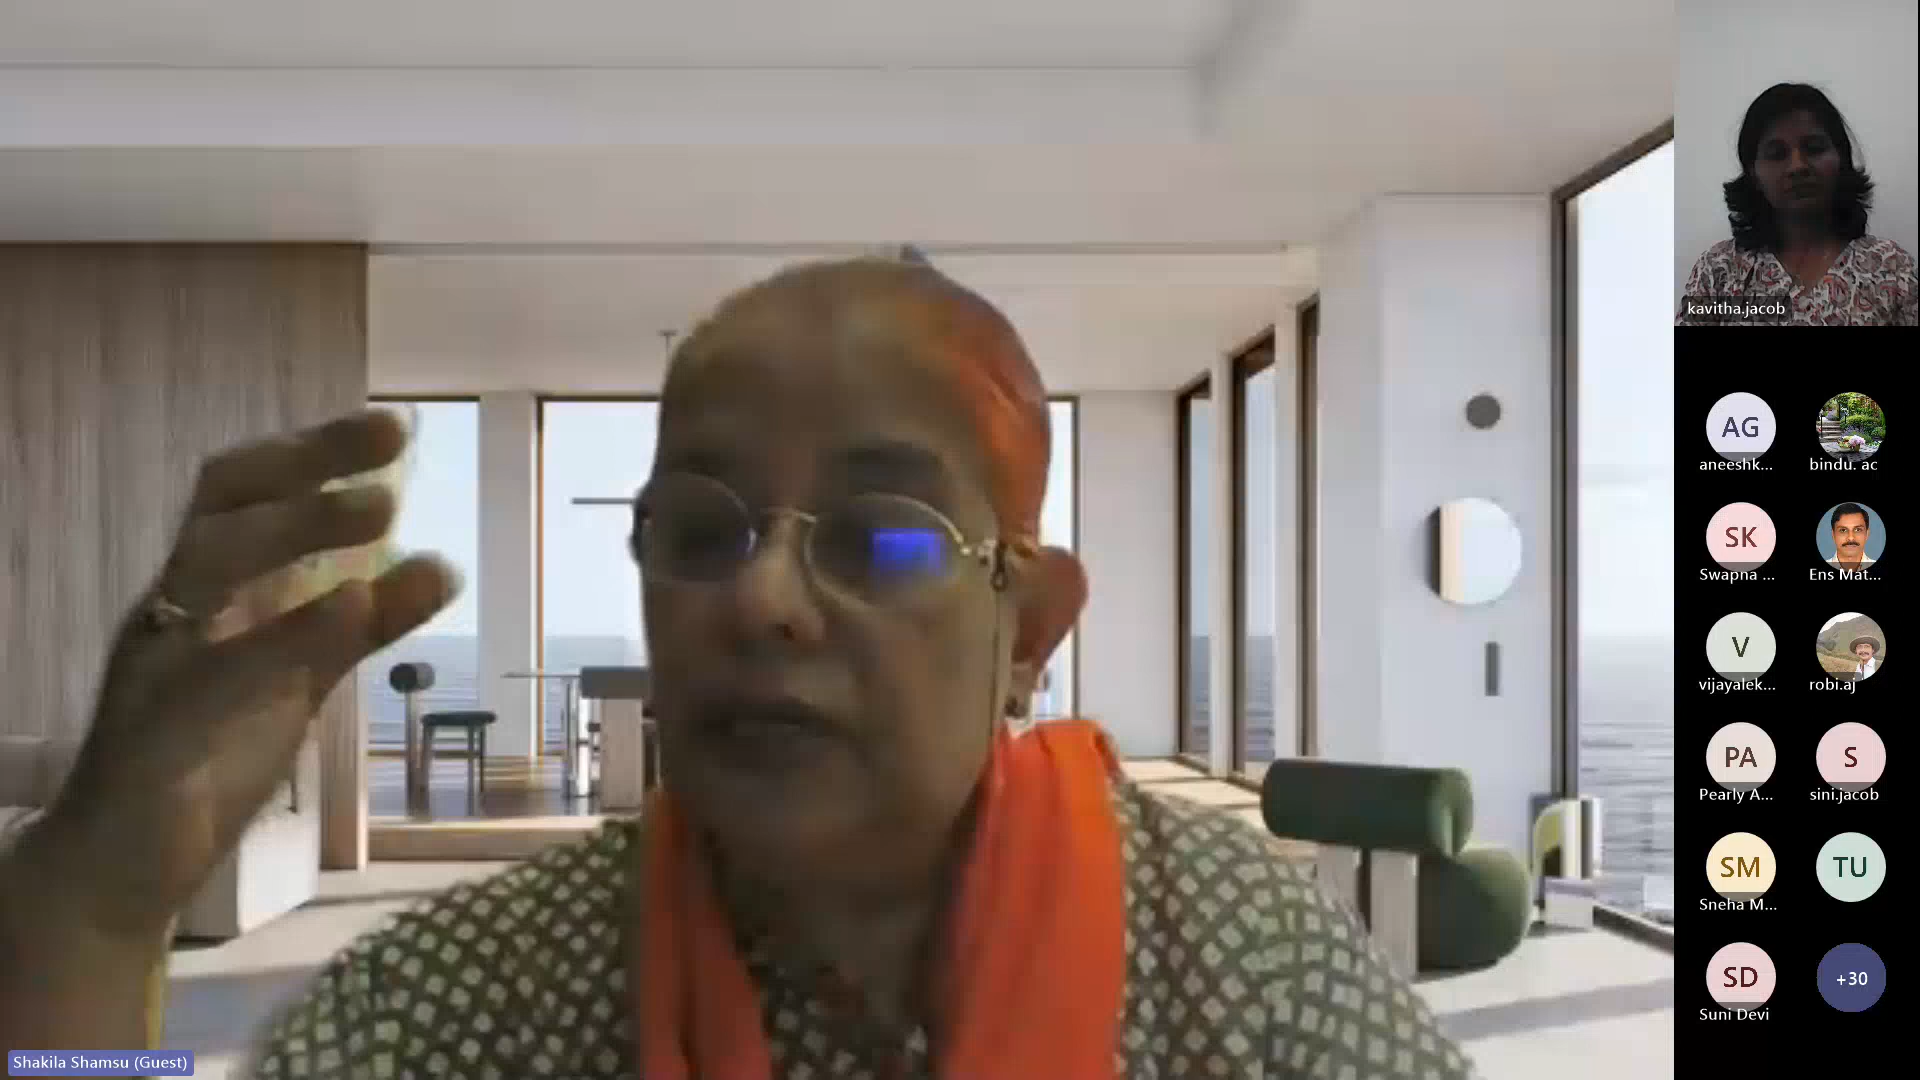 kavitha.jacob
AG
aneeshk...
bindu. ac
SK
Swapna ...
Ens Mat...
V
vijayalek...
robi.aj
PA
Pearly A...
S
sini.jacob
SM
Sneha M...
TU
SD
Suni Devi
+30
Shakila Shamsu (Guest)